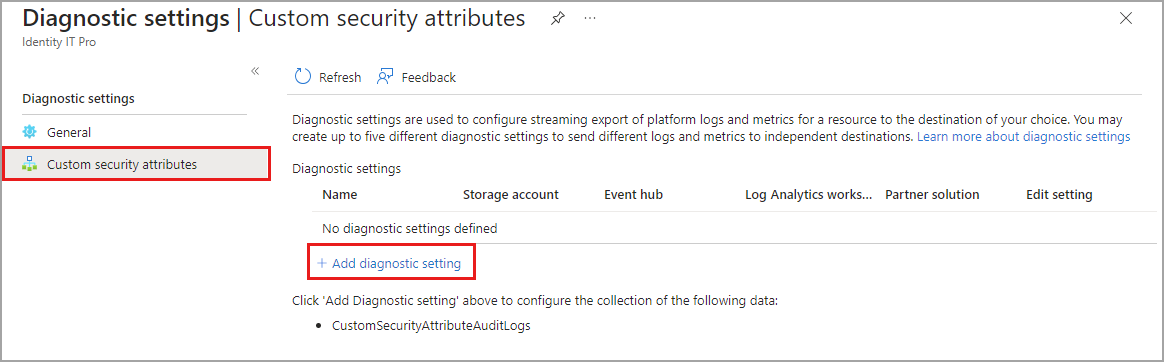 Diagnostic settings | Custom security attributes
Identity IT Pro
Diagnostic settings
General
Custom security attributes
Refresh Feedback
Diagnostic settings are used to configure streaming export of platform logs and metrics for a resource to the destination of your choice. You may
create up to five different diagnostic settings to send different logs and metrics to independent destinations. Learn more about diagnostic settings
Diagnostic settings
Name Storage account Event hub Log Analytics works... Partner solution Edit setting
No diagnostic settings defined
+ Add diagnostic setting
Click 'Add Diagnostic setting' above to configure the collection of the following data:
• CustomSecurityAttributeAuditLogs